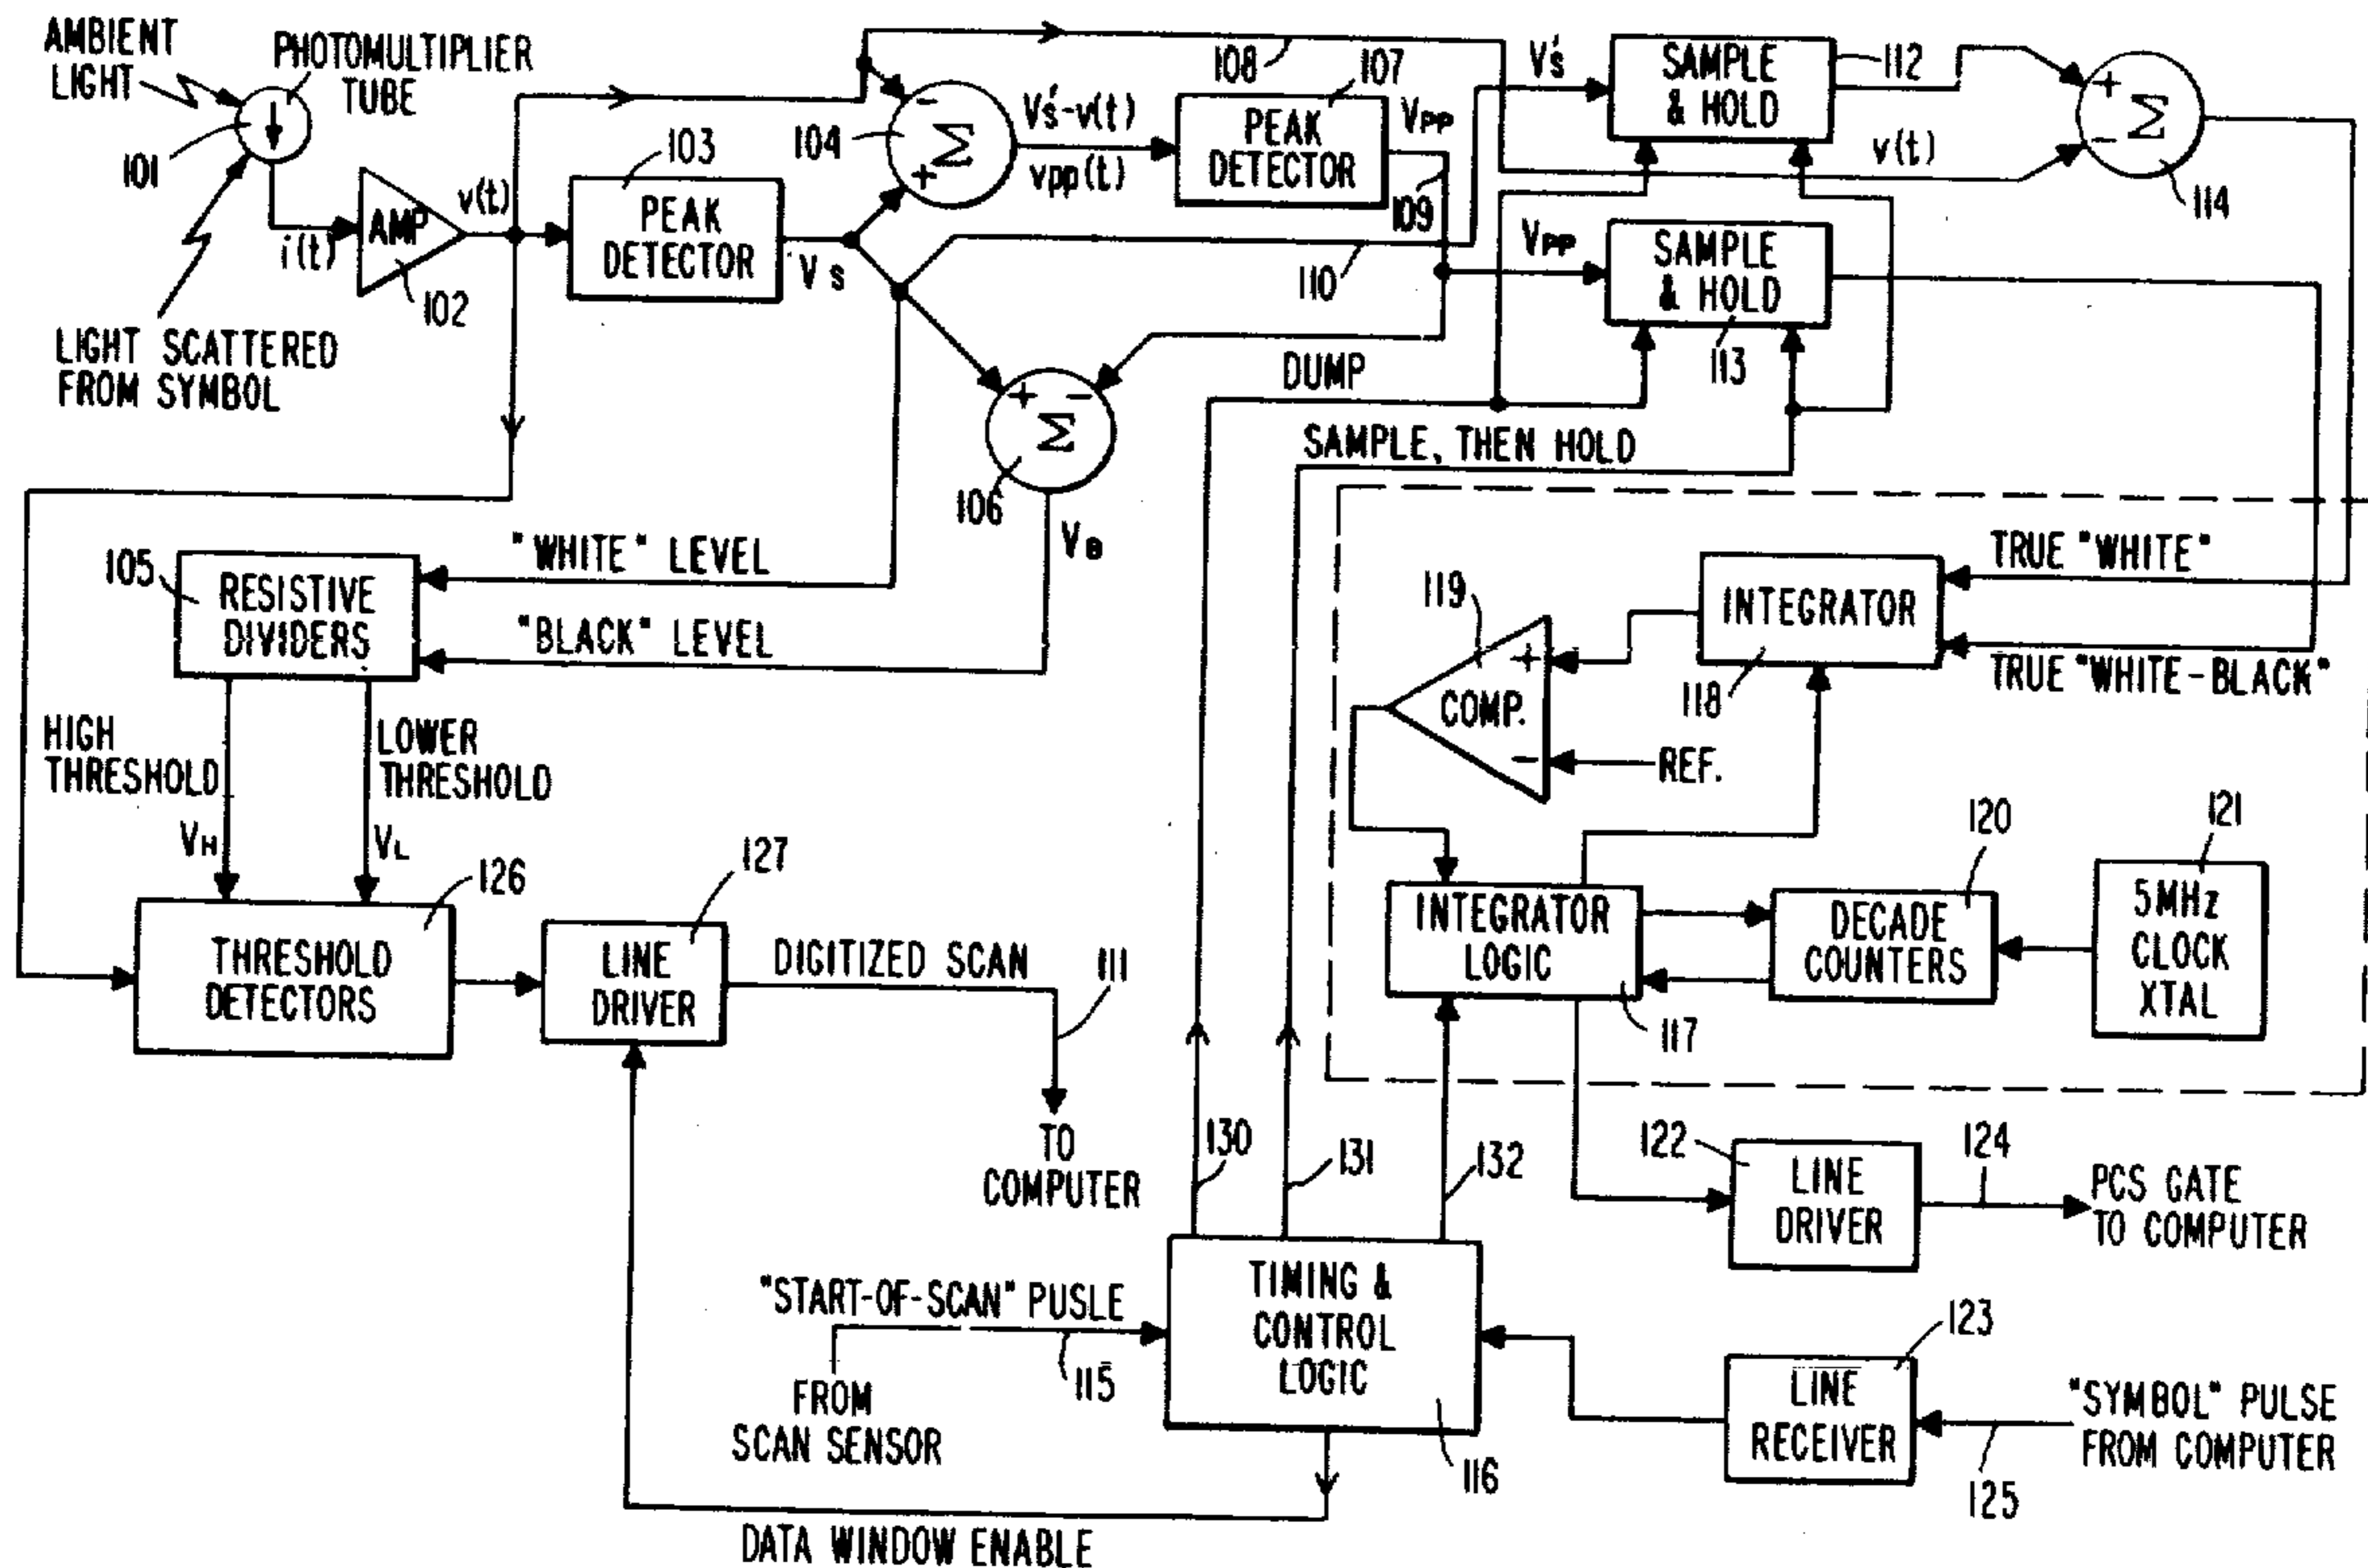 AMBIENT
LIGHT
PHOTOMULTIPLIER
TUBE
101
i(t)
AMP
102
v(t)
LIGHT SCATTERED
FROM SYMBOL
103
PEAK
DETECTOR
Vs
104
-
+
Σ
Vs'-v(t)
vpp(t)
107
PEAK
DETECTOR
VPP
108
109
110
Vs'
SAMPLE
& HOLD
112
VPP
SAMPLE
& HOLD
113
v(t)
+
-
Σ
114
DUMP
SAMPLE, THEN HOLD
+ -
Σ
106
VB
"WHITE" LEVEL
"BLACK" LEVEL
105
RESISTIVE
DIVIDERS
HIGH
THRESHOLD
LOWER
THRESHOLD
VH
VL
126
THRESHOLD
DETECTORS
127
LINE
DRIVER
DIGITIZED SCAN
111
TO
COMPUTER
TRUE "WHITE"
INTEGRATOR
118
TRUE "WHITE-BLACK"
119
+
COMP.
-
REF.
INTEGRATOR
LOGIC
117
120
DECADE
COUNTERS
121
5MHz
CLOCK
XTAL
130
131
132
122
LINE
DRIVER
124
PCS GATE
TO COMPUTER
"START-OF-SCAN" PUSLE
115
FROM
SCAN SENSOR
TIMING &
CONTROL
LOGIC
116
123
LINE
RECEIVER
"SYMBOL" PULSE
FROM COMPUTER
125
DATA WINDOW ENABLE